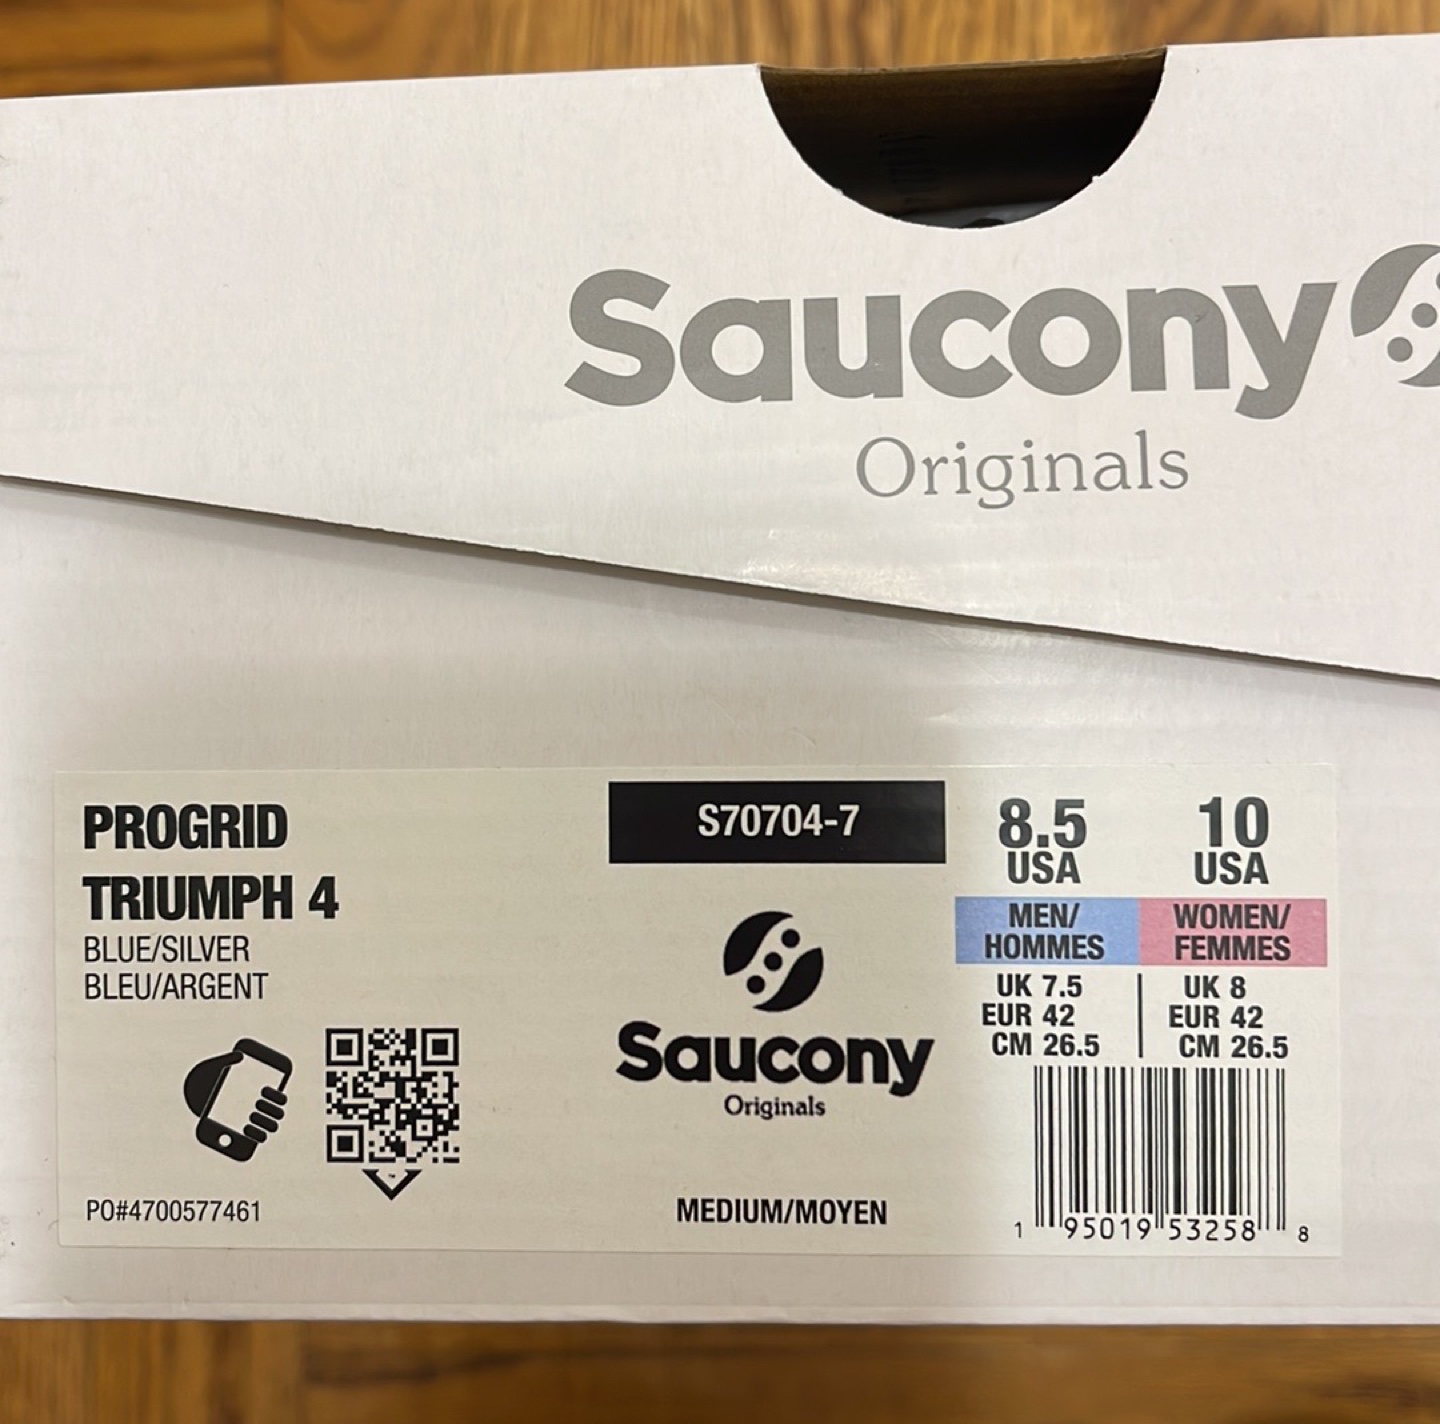 Saucony
Originals
PROGRID
TRIUMPH 4
BLUE/SILVER
BLEU/ARGENT
PO#4700577461
S70704-7
Saucony
Originals
MEDIUM/MOYEN
8.5
USA
MEN/
HOMMES
UK 7.5
EUR 42
CM 26.5
10
USA
WOMEN/
FEMMES
UK 8
EUR 42
CM 26.5
1 95019 53258 8